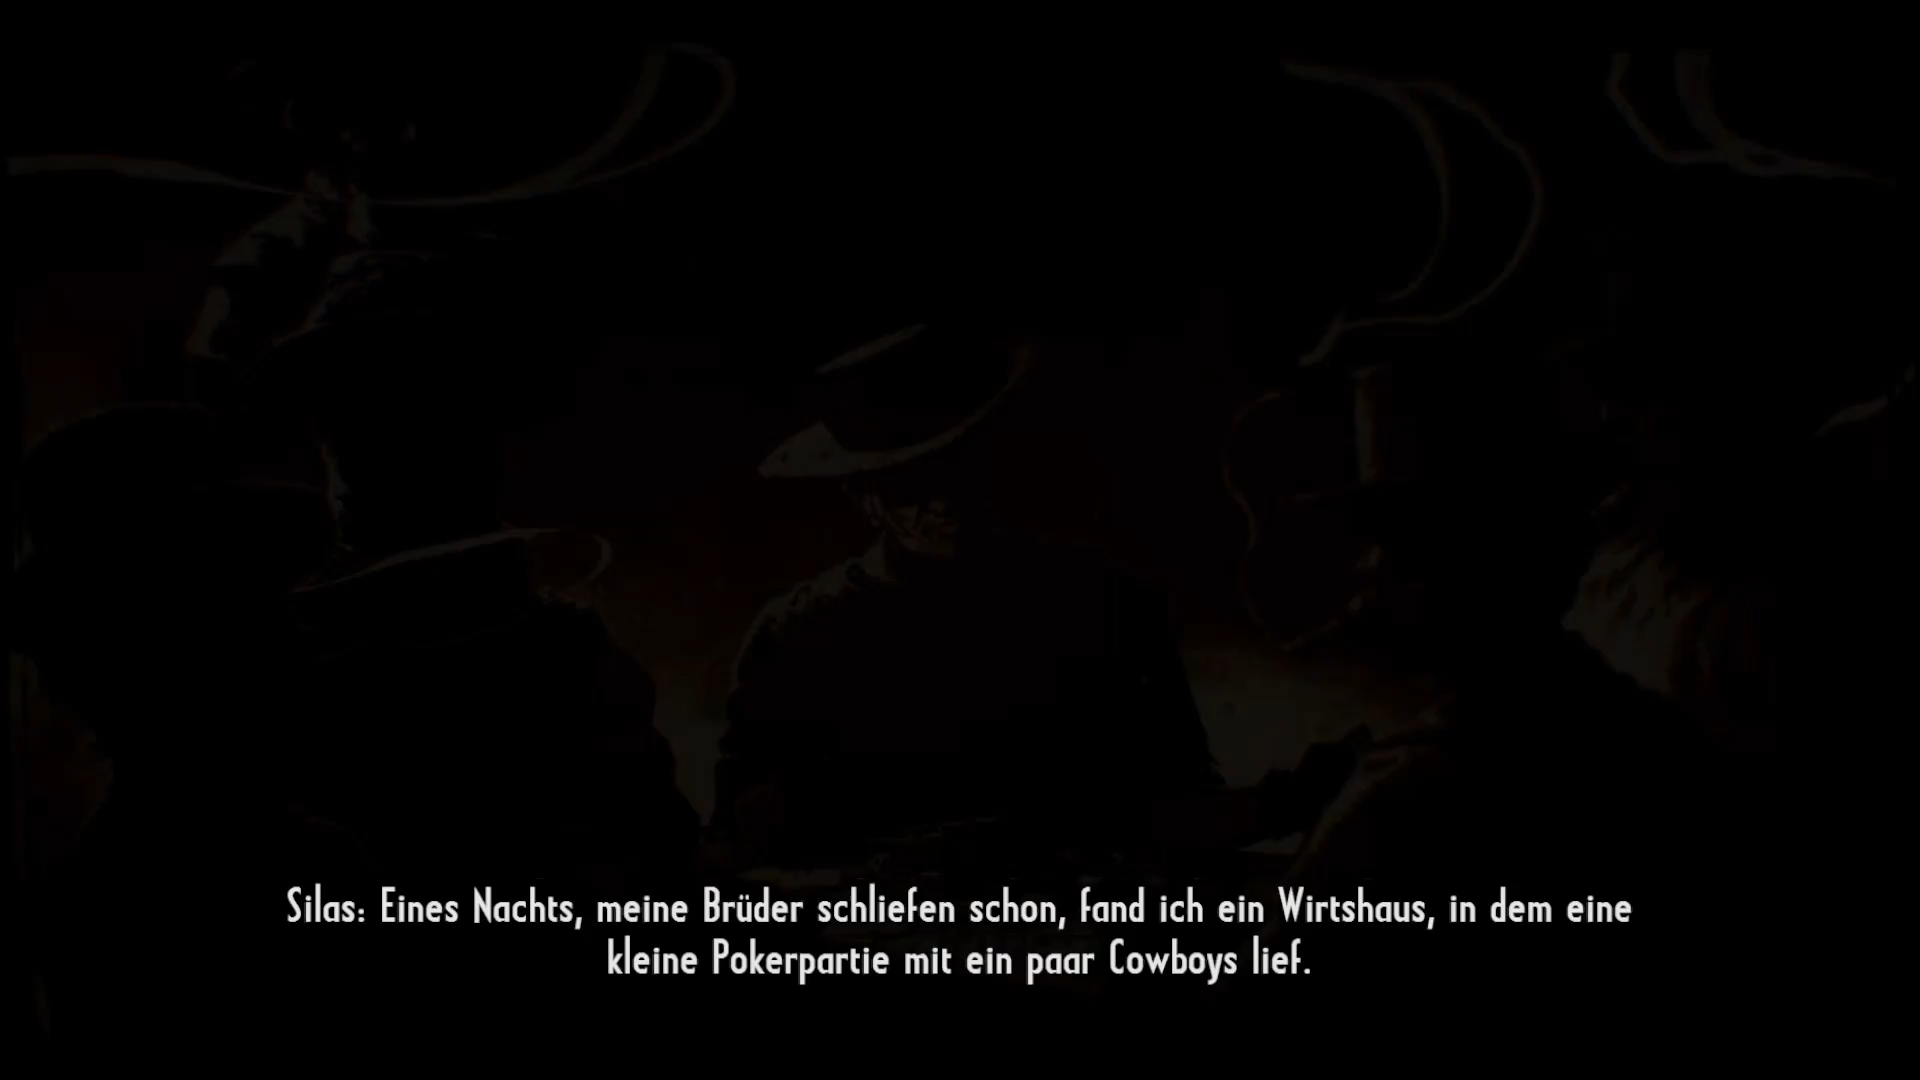 Silas: Eines Nachts, meine Brüder schliefen schon, fand ich ein Wirtshaus, in dem eine
kleine Pokerpartie mit ein paar Cowboys lief.